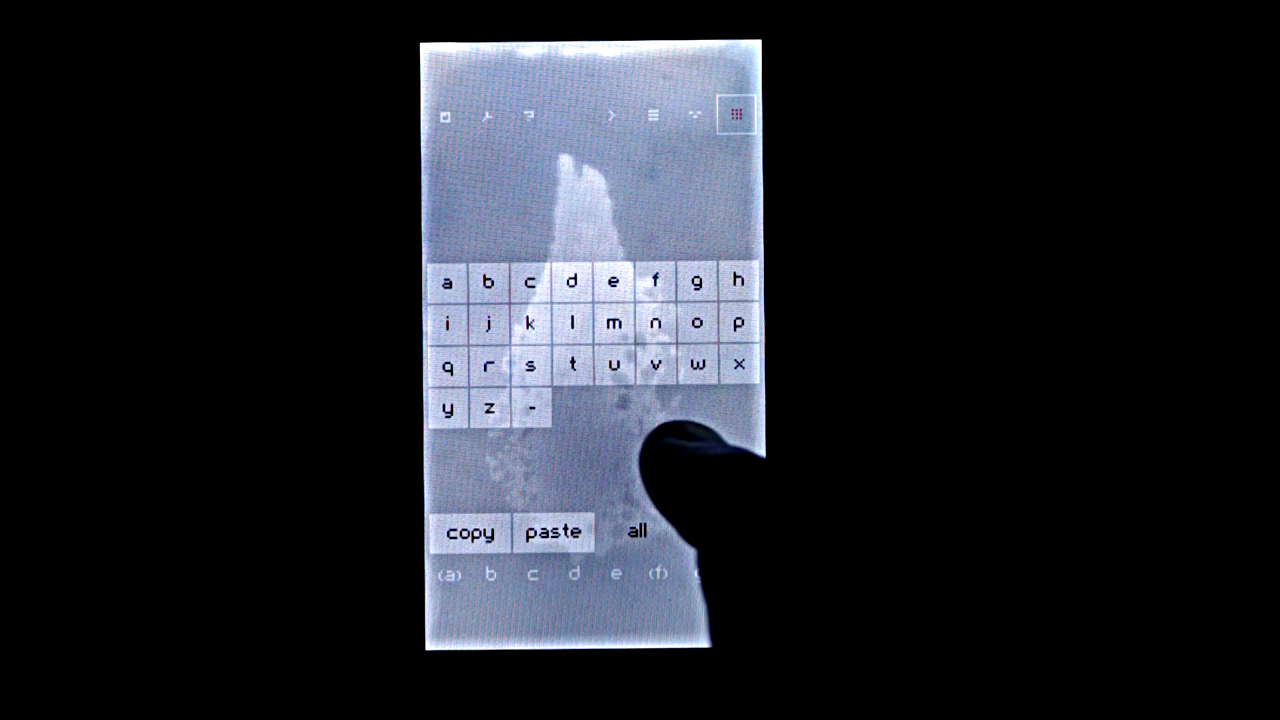 a b c d e f g h
i j k l m n o p
q r s t u v w x
y z -
copy paste all
(a) b c d e (f)